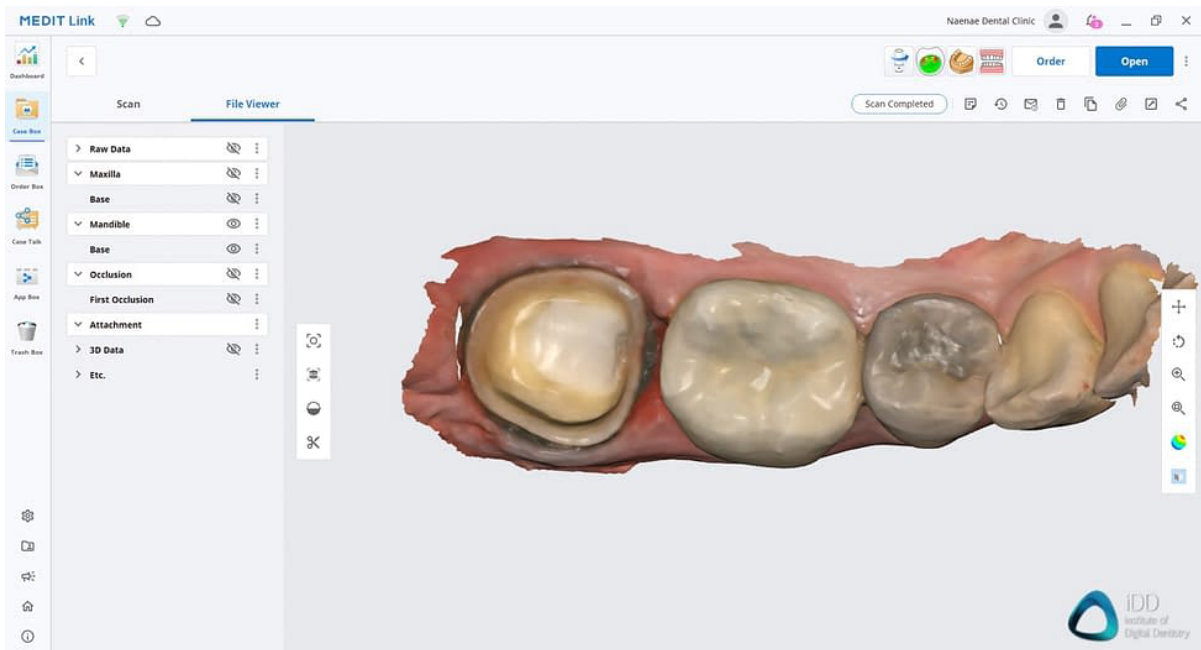 MEDIT Link
Naenae Dental Clinic
Dashboard
Case Box
Order Box
Case Talk
App Box
Trash Box
Order
Open
Scan
File Viewer
Scan Completed
Raw Data
Maxilla
Base
Mandible
Base
Occlusion
First Occlusion
Attachment
3D Data
Etc.
iDD
Institute of
Digital Dentistry